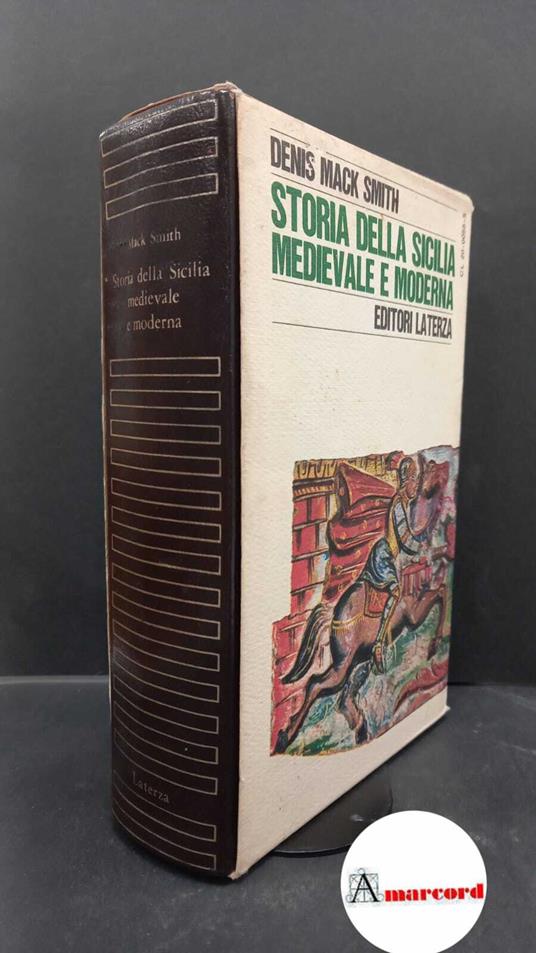 Mack Smith
Storia della Sicilia
medievale
e moderna
Laterza
DENIS MACK SMITH
STORIA DELLA SICILIA
MEDIEVALE E MODERNA
EDITORI LATERZA
Amarcord